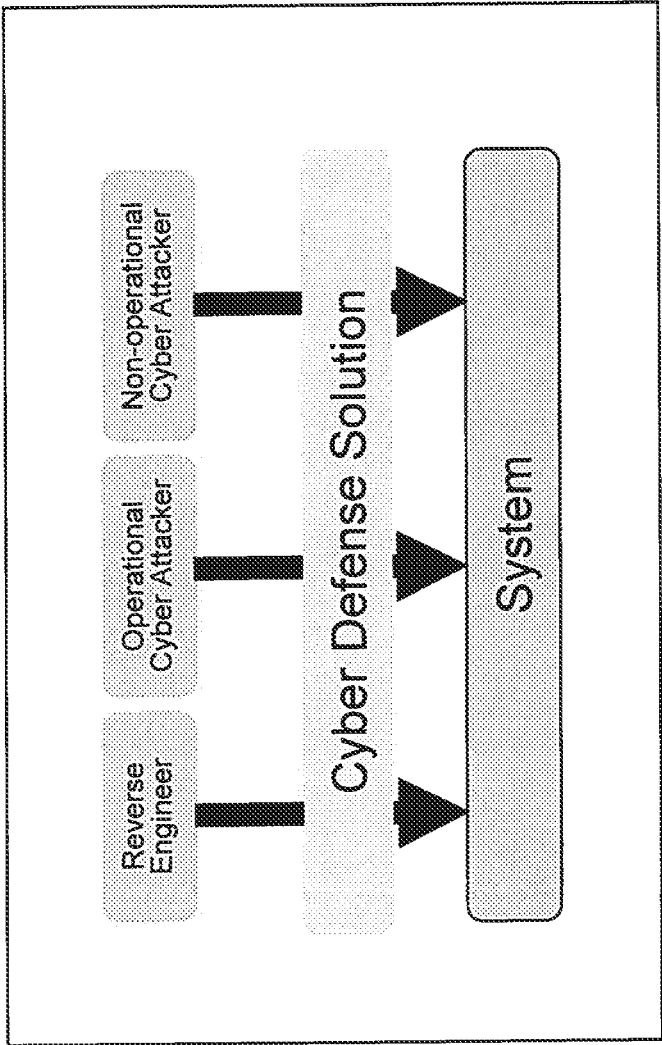 Reverse
Engineer
Operational
Cyber Attacker
Non-operational
Cyber Attacker
Cyber Defense Solution
System